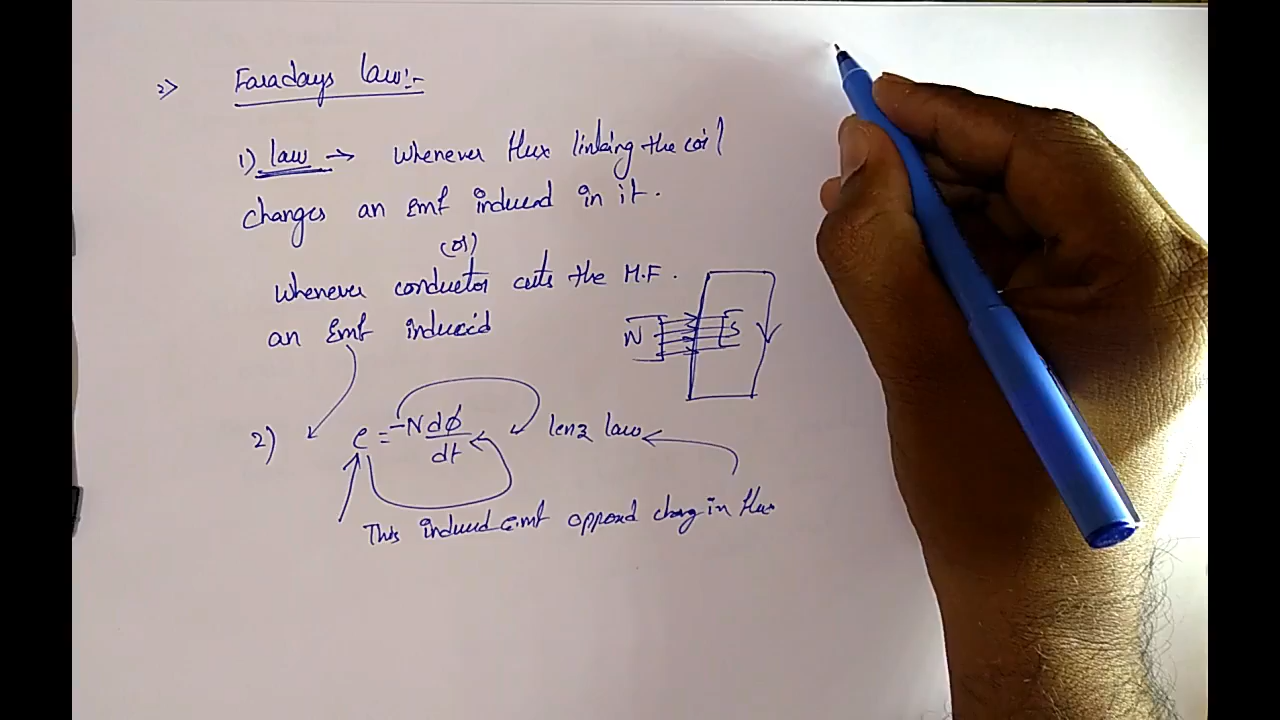 2> Faradays law:-
1) law → Whenever flux linking the coil
changes an Emf induced in it.
(or)
Whenever conductor cuts the M.F.
an Emf induced
N S
2) e = -N dϕ/dt lenz law
This induced emf opposed chang in flux